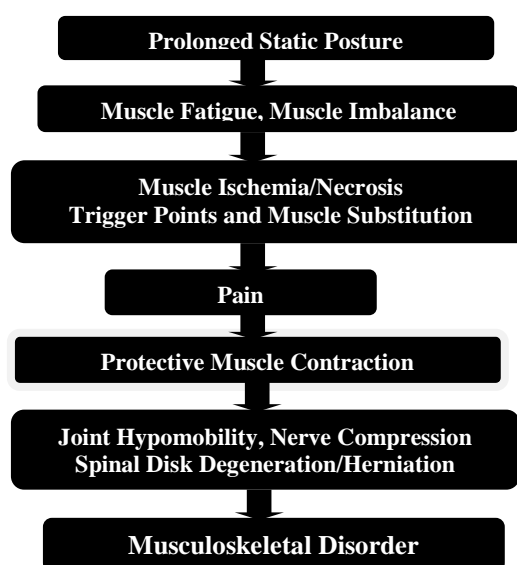 Prolonged Static Posture
Muscle Fatigue, Muscle Imbalance
Muscle Ischemia/Necrosis
Trigger Points and Muscle Substitution
Pain
Protective Muscle Contraction
Joint Hypomobility, Nerve Compression
Spinal Disk Degeneration/Herniation
Musculoskeletal Disorder